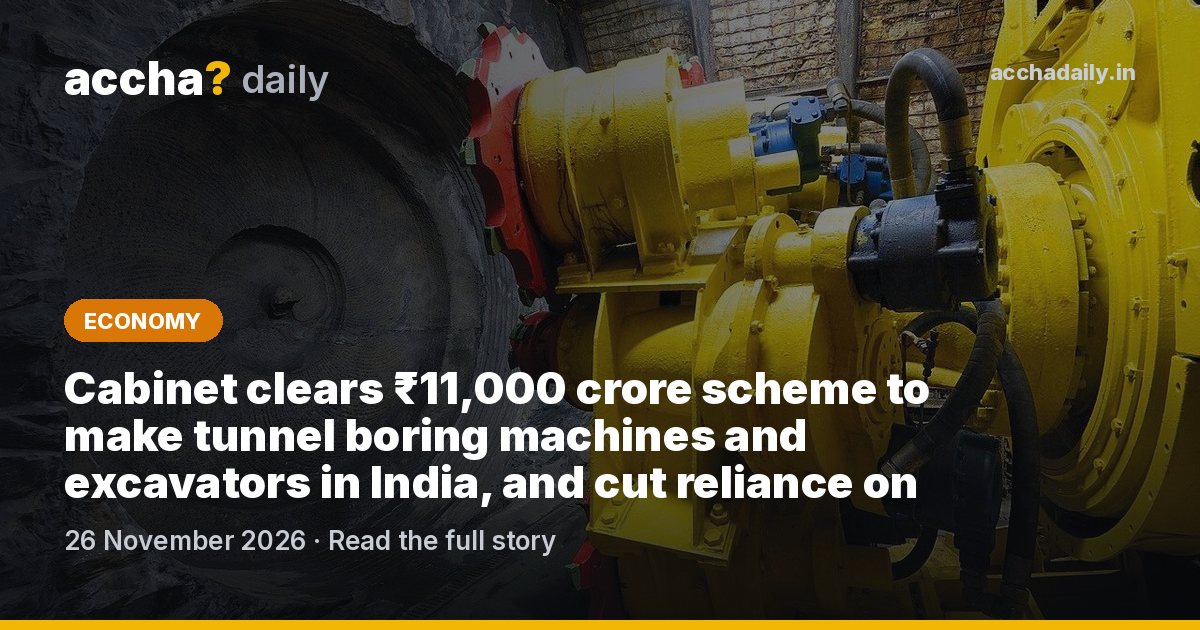 accha? daily
acchadaily.in
ECONOMY
Cabinet clears ₹11,000 crore scheme to
make tunnel boring machines and
excavators in India, and cut reliance on
26 November 2026 · Read the full story